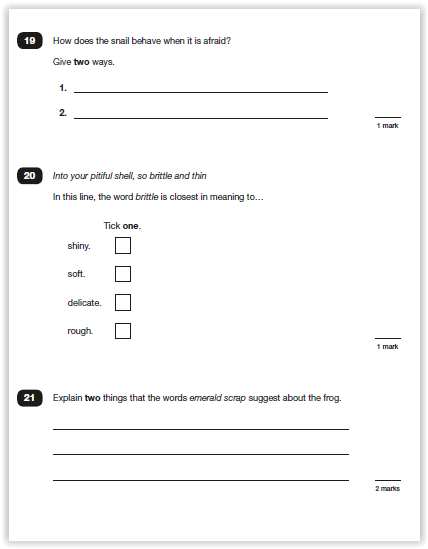 19 How does the snail behave when it is afraid?
Give two ways.
1.
2.
1 mark
20 Into your pitiful shell, so brittle and thin
In this line, the word brittle is closest in meaning to…
Tick one.
shiny.
soft.
delicate.
rough.
1 mark
21 Explain two things that the words emerald scrap suggest about the frog.
2 marks